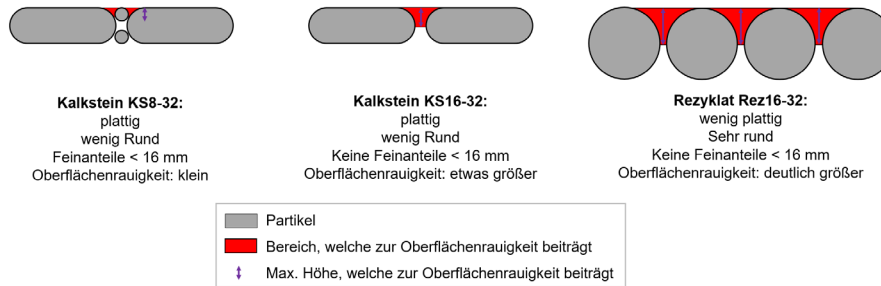 Kalkstein KS8-32:
plattig
wenig Rund
Feinanteile < 16 mm
Oberflächenrauigkeit: klein
Kalkstein KS16-32:
plattig
wenig Rund
Keine Feinanteile < 16 mm
Oberflächenrauigkeit: etwas größer
Rezyklat Rez16-32:
wenig plattig
Sehr rund
Keine Feinanteile < 16 mm
Oberflächenrauigkeit: deutlich größer
Partikel
Bereich, welche zur Oberflächenrauigkeit beiträgt
Max. Höhe, welche zur Oberflächenrauigkeit beiträgt